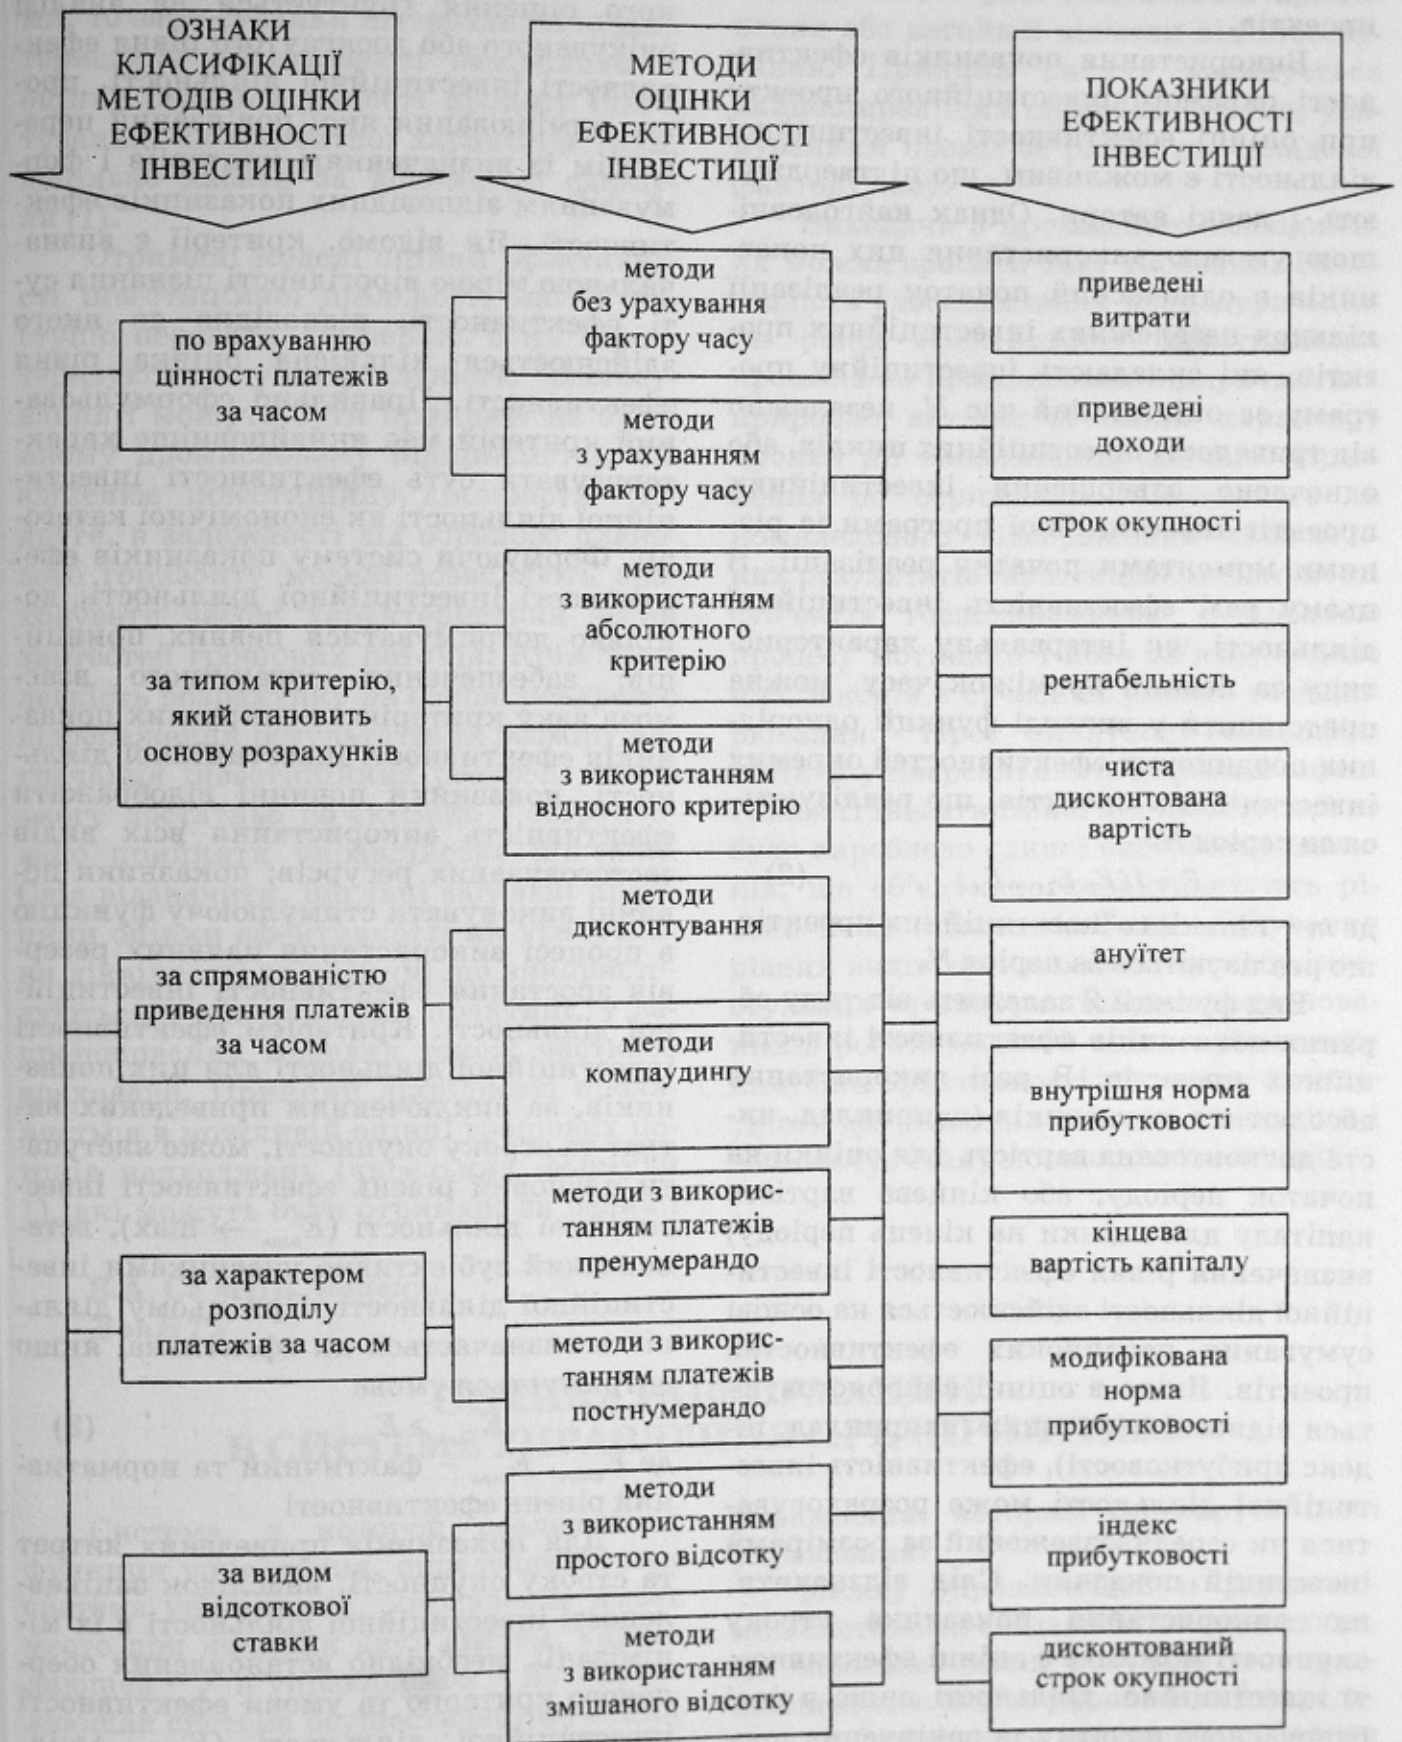 ОЗНАКИ
КЛАСИФІКАЦІЇ
МЕТОДІВ ОЦІНКИ
ЕФЕКТИВНОСТІ
ІНВЕСТИЦІЇ
МЕТОДИ
ОЦІНКИ
ЕФЕКТИВНОСТІ
ІНВЕСТИЦІЇ
ПОКАЗНИКИ
ЕФЕКТИВНОСТІ
ІНВЕСТИЦІЇ
по врахуванню
цінності платежів
за часом
за типом критерію,
який становить
основу розрахунків
за спрямованістю
приведення платежів
за часом
за характером
розподілу
платежів за часом
за видом
відсоткової
ставки
методи
без урахування
фактору часу
методи
з урахуванням
фактору часу
методи
з використанням
абсолютного
критерію
методи
з використанням
відносного критерію
методи
дисконтування
методи
компаудингу
методи з викорис-
танням платежів
пренумерандо
методи з викорис-
танням платежів
постнумерандо
методи
з використанням
простого відсотку
методи
з використанням
змішаного відсотку
приведені
витрати
приведені
доходи
строк окупності
рентабельність
чиста
дисконтована
вартість
ануїтет
внутрішня норма
прибутковості
кінцева
вартість капіталу
модифікована
норма
прибутковості
індекс
прибутковості
дисконтований
строк окупності